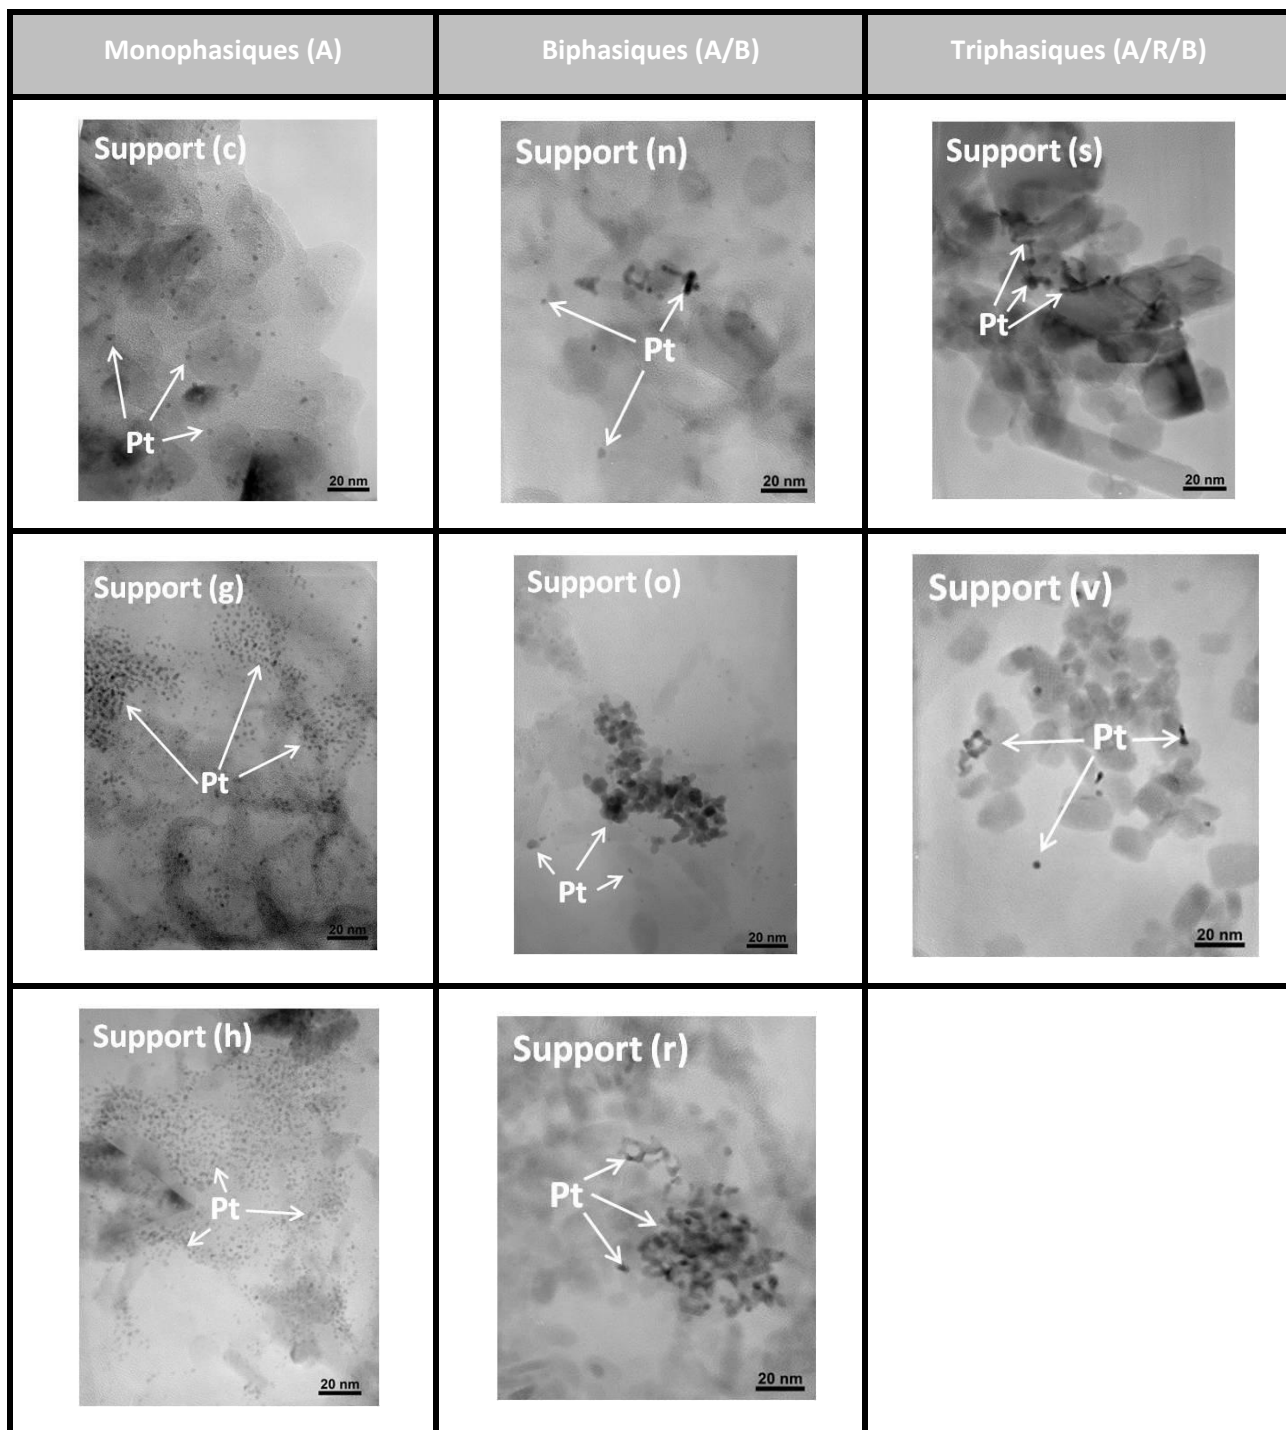 Monophasiques (A)
Biphasiques (A/B)
Triphasiques (A/R/B)
Support (c)
Pt
20 nm
Support (n)
Pt
20 nm
Support (s)
Pt
20 nm
Support (g)
Pt
20 nm
Support (o)
Pt
20 nm
Support (v)
Pt
20 nm
Support (h)
Pt
20 nm
Support (r)
Pt
20 nm